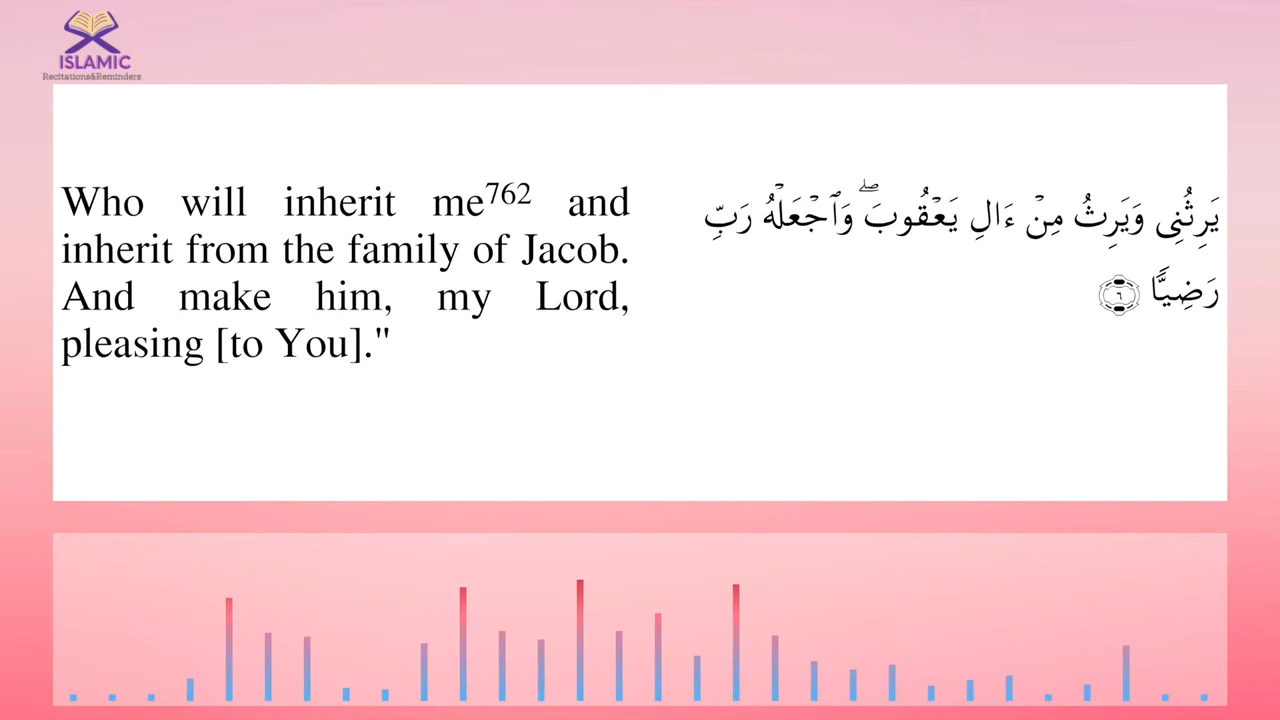 ISLAMIC
Recitations&Reminders
Who will inherit me762 and
inherit from the family of Jacob.
And make him, my Lord,
pleasing [to You]."
يَرِثُنِى وَيَرِثُ مِنْ ءَالِ يَعْقُوبَ ۖ وَٱجْعَلْهُ رَبِّ
رَضِيًّا ٦